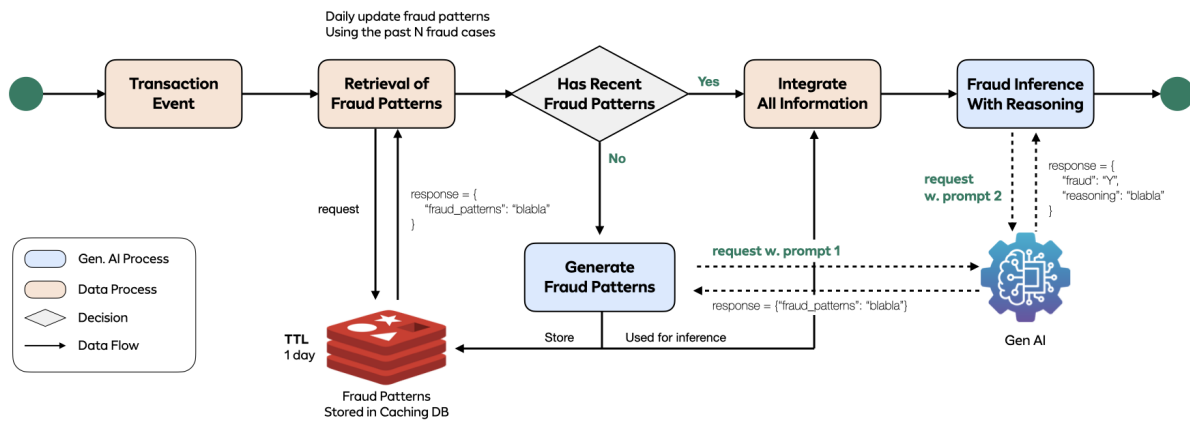 Daily update fraud patterns
Using the past N fraud cases
Transaction
Event
Retrieval of
Fraud Patterns
Has Recent
Fraud Patterns
Yes
Integrate
All Information
Fraud Inference
With Reasoning
No
request
response = {
"fraud_patterns": "blabla"
}
request
w. prompt 2
response = {
"fraud": "Y",
"reasoning": "blabla"
}
Gen. AI Process
Data Process
Decision
Data Flow
Generate
Fraud Patterns
request w. prompt 1
response = {"fraud_patterns": "blabla"}
Gen AI
TTL
1 day
Store
Used for inference
Fraud Patterns
Stored in Caching DB